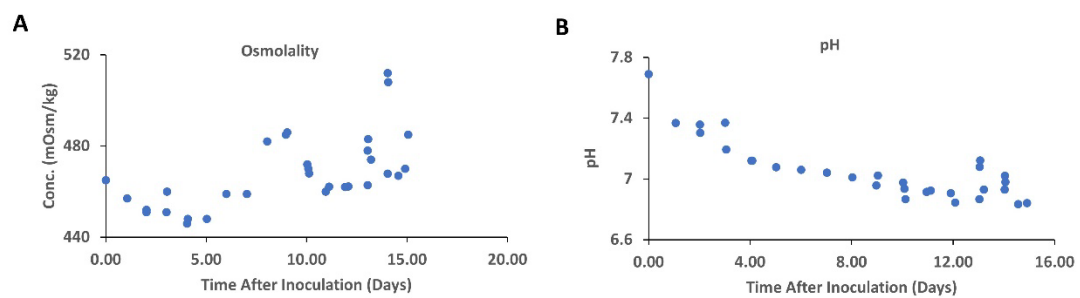 A
Osmolality
520
480
440
Conc. (mOsm/kg)
0.00 5.00 10.00 15.00 20.00
Time After Inoculation (Days)
B
pH
7.8
7.4
7
6.6
pH
0.00 4.00 8.00 12.00 16.00
Time After Inoculation (Days)